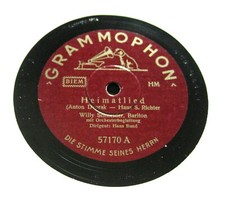 GRAMMOPHON
BIEM
HM
Heimatlied
(Anton Dvorak — Hans S. Richter
Willy Schneider, Bariton
mit Orchesterbegleitung
Dirigent: Hans Bund
57170 A
DIE STIMME SEINES HERRN